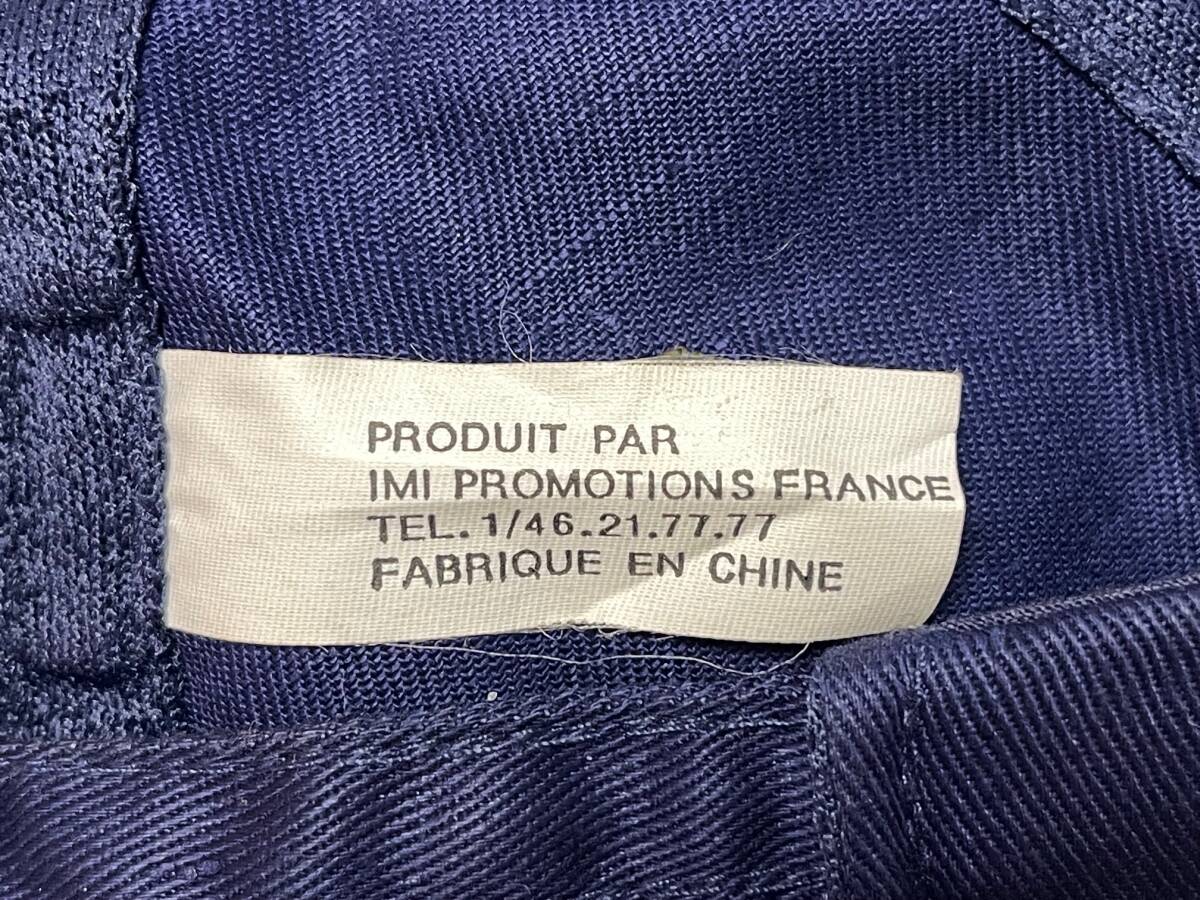 PRODUIT PAR
IMI PROMOTIONS FRANCE
TEL. 1/46.21.77.77
FABRIQUE EN CHINE